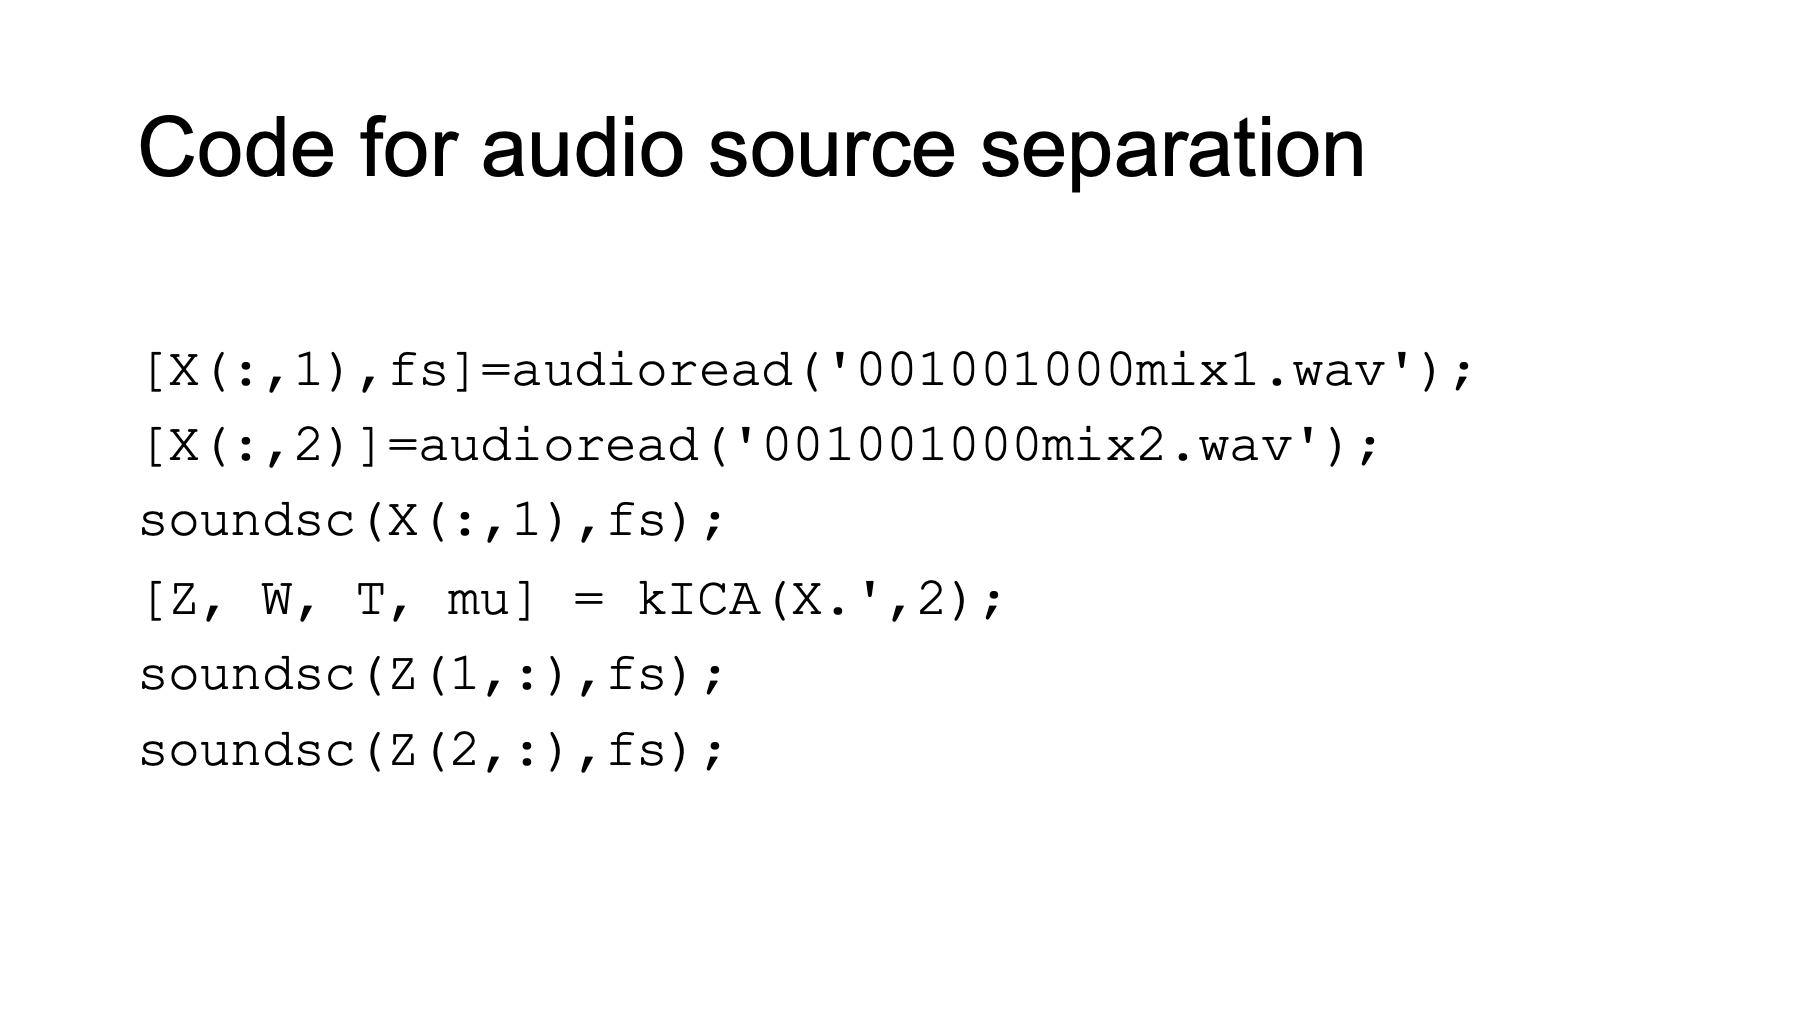 Code for audio source separation
[X(:,1),fs]=audioread('001001000mix1.wav');
[X(:,2)]=audioread('001001000mix2.wav');
soundsc(X(:,1),fs);
[Z, W, T, mu] = kICA(X.',2);
soundsc(Z(1,:),fs);
soundsc(Z(2,:),fs);